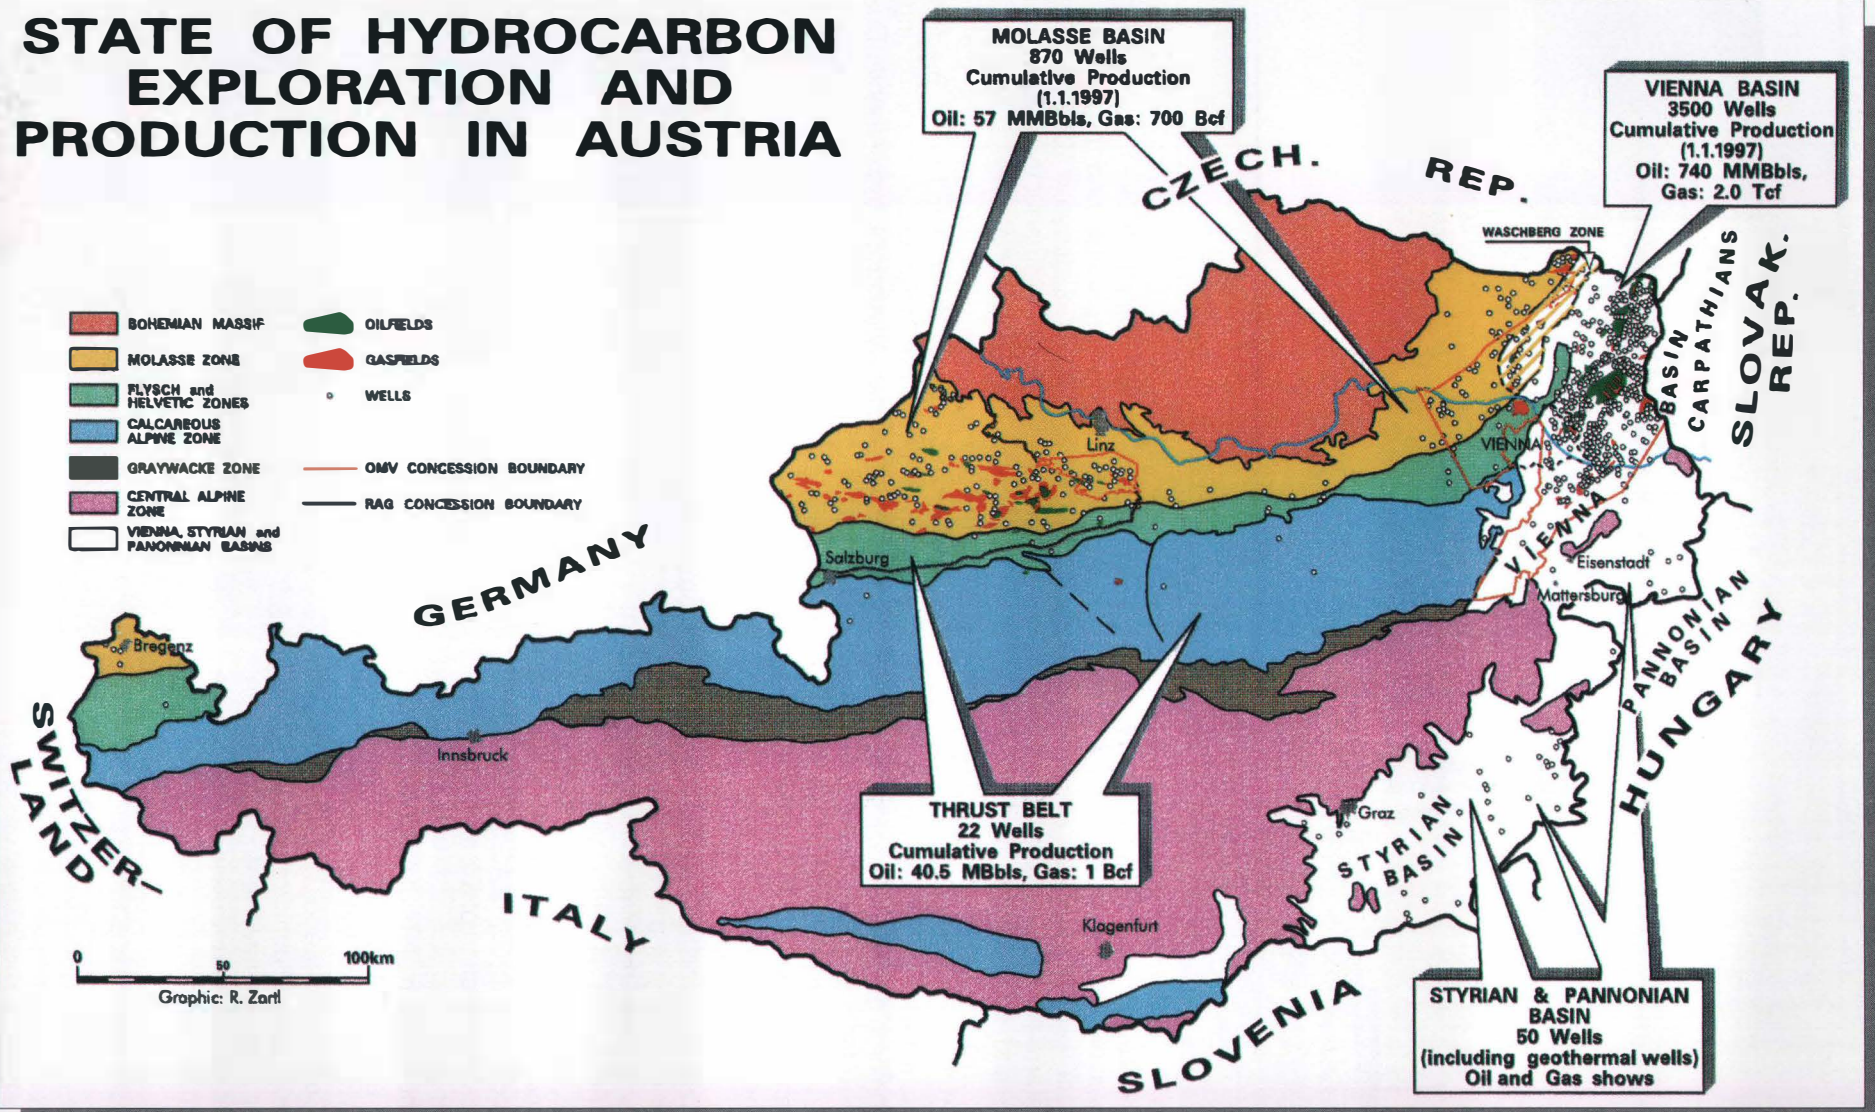 STATE OF HYDROCARBON
EXPLORATION AND
PRODUCTION IN AUSTRIA
MOLASSE BASIN
870 Wells
Cumulative Production
(1.1.1997)
Oil: 57 MMBbls, Gas: 700 Bcf
VIENNA BASIN
3500 Wells
Cumulative Production
(1.1.1997)
Oil: 740 MMBbls,
Gas: 2.0 Tcf
CZECH. REP.
WASCHBERG ZONE
SLOVAK.
REP.
CARPATHIANS
BOHEMIAN MASSIF
MOLASSE ZONE
FLYSCH and
HELVETIC ZONES
CALCAREOUS
ALPINE ZONE
GRAYWACKE ZONE
CENTRAL ALPINE
ZONE
VIENNA, STYRIAN and
PANONNIAN BASINS
OILFIELDS
GASFIELDS
WELLS
OMV CONCESSION BOUNDARY
RAG CONCESSION BOUNDARY
Linz
VIENNA
VIENNA
BASIN
Salzburg
Eisenstadt
Mattersburg
GERMANY
Bregenz
Innsbruck
SWITZER-
LAND
PANNONIAN
BASIN
HUNGARY
THRUST BELT
22 Wells
Cumulative Production
Oil: 40.5 MBbls, Gas: 1 Bcf
Graz
STYRIAN
BASIN
ITALY
Klagenfurt
SLOVENIA
STYRIAN & PANNONIAN
BASIN
50 Wells
(including geothermal wells)
Oil and Gas shows
0 50 100km
Graphic: R. Zartl